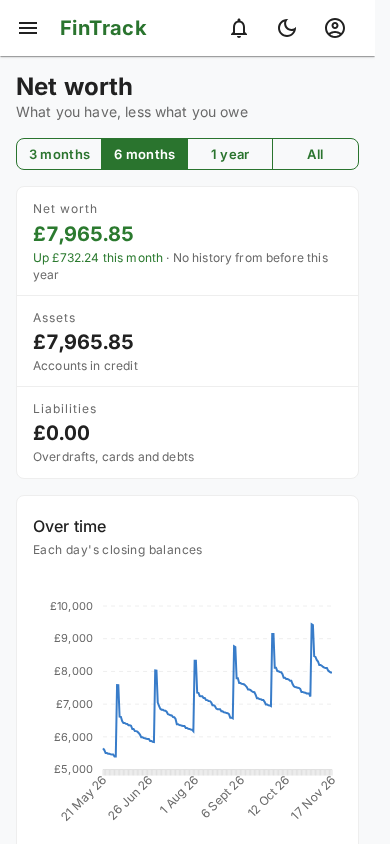 FinTrack
Net worth
What you have, less what you owe
3 months
6 months
1 year
All
Net worth
£7,965.85
Up £732.24 this month · No history from before this
year
Assets
£7,965.85
Accounts in credit
Liabilities
£0.00
Overdrafts, cards and debts
Over time
Each day's closing balances
£10,000
£9,000
£8,000
£7,000
£6,000
£5,000
21 May 26
26 Jun 26
1 Aug 26
6 Sept 26
12 Oct 26
17 Nov 26